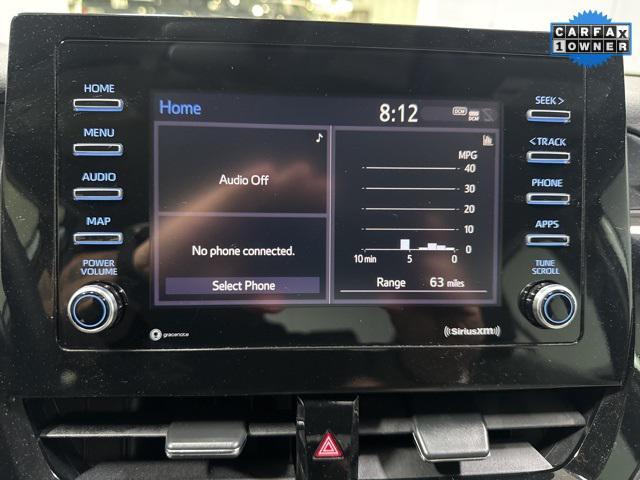 CARFAX
1 OWNER
HOME
MENU
AUDIO
MAP
POWER
VOLUME
Home
8:12
DCM
DCM
Audio Off
No phone connected.
Select Phone
MPG
40
30
20
10
0
10 min 5 0
Range 63 miles
gracenote
SiriusXM
SEEK >
< TRACK
PHONE
APPS
TUNE
SCROLL